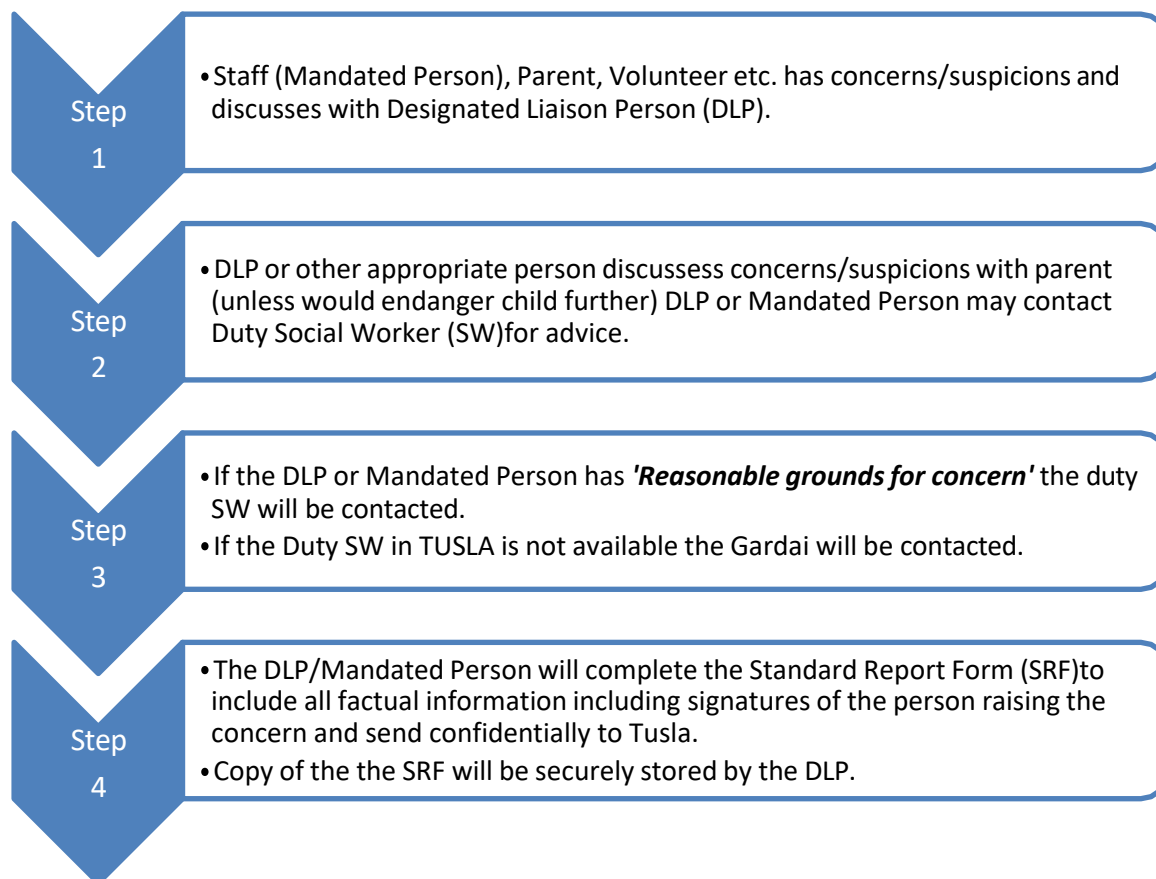 Step
1
•Staff (Mandated Person), Parent, Volunteer etc. has concerns/suspicions and
discusses with Designated Liaison Person (DLP).
Step
2
•DLP or other appropriate person discussess concerns/suspicions with parent
(unless would endanger child further) DLP or Mandated Person may contact
Duty Social Worker (SW)for advice.
Step
3
•If the DLP or Mandated Person has 'Reasonable grounds for concern' the duty
SW will be contacted.
•If the Duty SW in TUSLA is not available the Gardai will be contacted.
Step
4
•The DLP/Mandated Person will complete the Standard Report Form (SRF)to
include all factual information including signatures of the person raising the
concern and send confidentially to Tusla.
•Copy of the the SRF will be securely stored by the DLP.